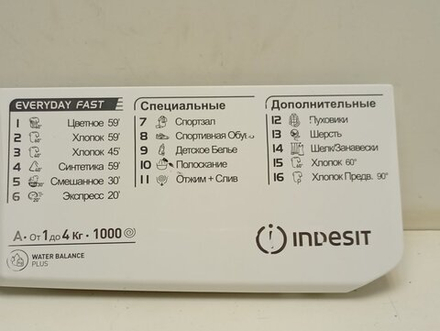 EVERYDAY FAST
1 Цветное 59'
2 Хлопок 59'
3 Хлопок 45'
4 Синтетика 59'
5 Смешанное 30'
6 Экспресс 20'
Специальные
7 Спортзал
8 Спортивная Обувь
9 Детское Белье
10 Полоскание
11 Отжим + Слив
Дополнительные
12 Пуховики
13 Шерсть
14 Шелк/Занавески
15 Хлопок 60°
16 Хлопок Предв. 90°
A • От 1 до 4 Кг • 1000
WATER BALANCE
PLUS
INDESIT